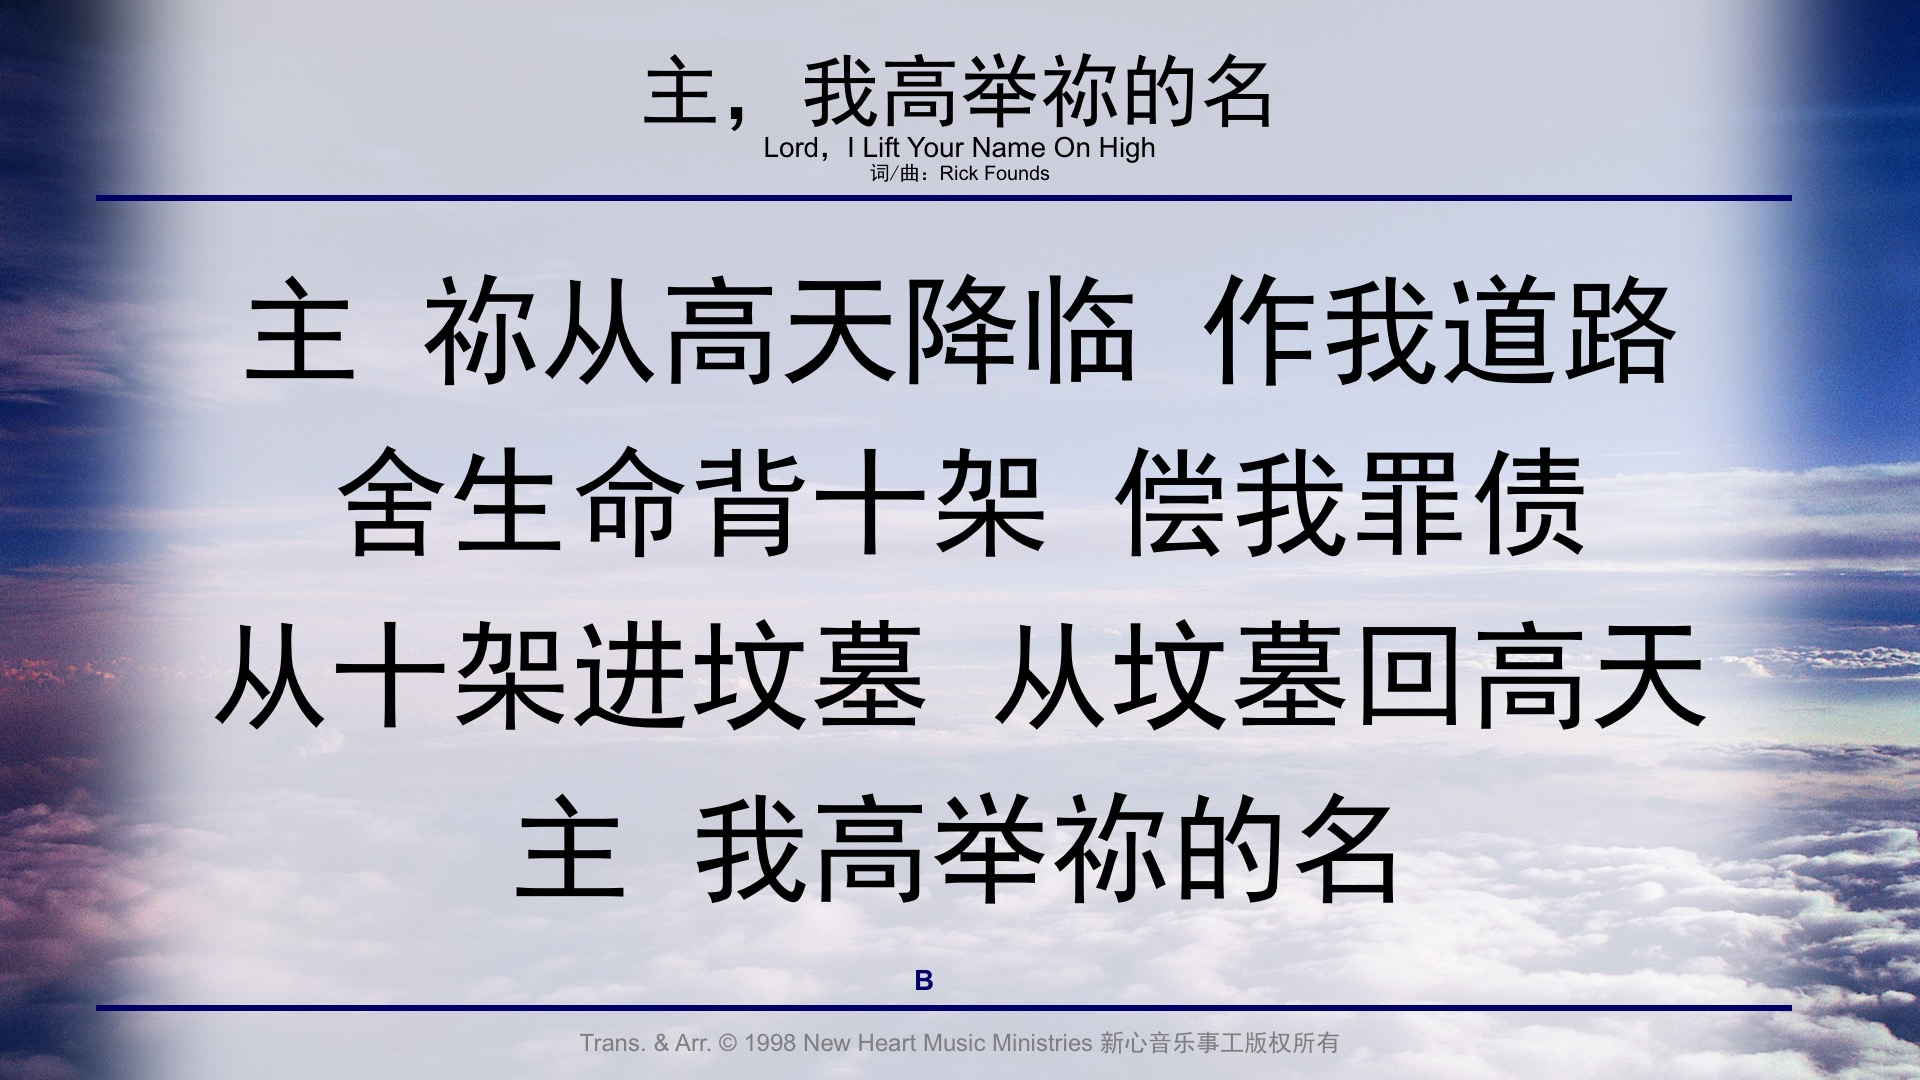 主，我高举祢的名
Lord，I Lift Your Name On High
词/曲：Rick Founds
主 祢从高天降临 作我道路
舍生命背十架 偿我罪债
从十架进坟墓 从坟墓回高天
主 我高举祢的名
B
Trans. & Arr. © 1998 New Heart Music Ministries 新心音乐事工版权所有